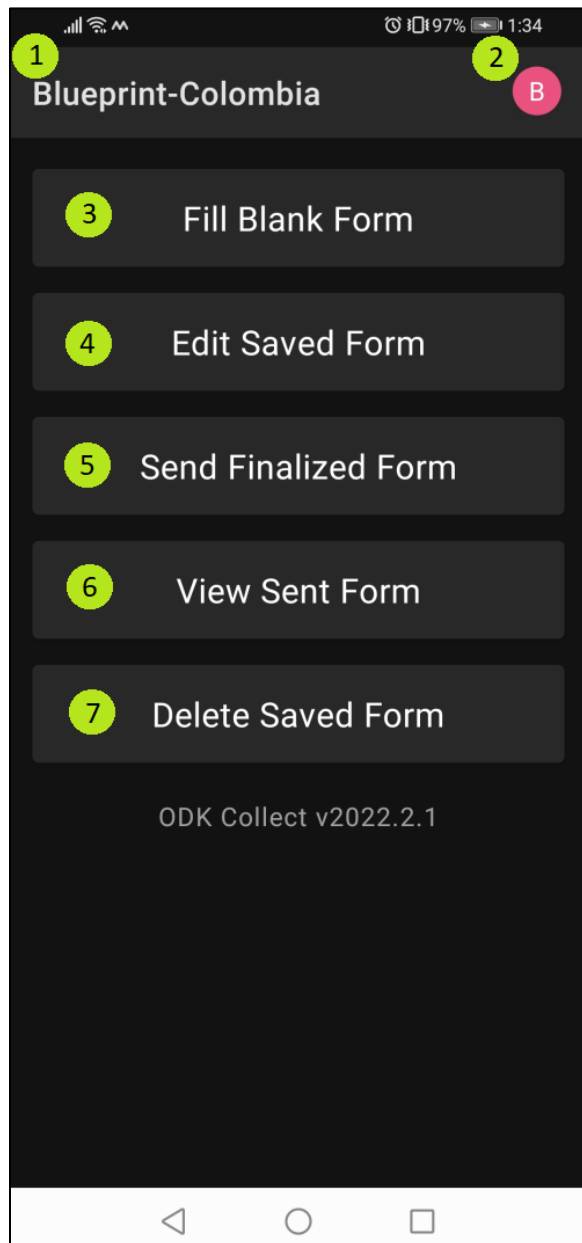 97% 1:34
1 2
Blueprint-Colombia B
3 Fill Blank Form
4 Edit Saved Form
5 Send Finalized Form
6 View Sent Form
7 Delete Saved Form
ODK Collect v2022.2.1